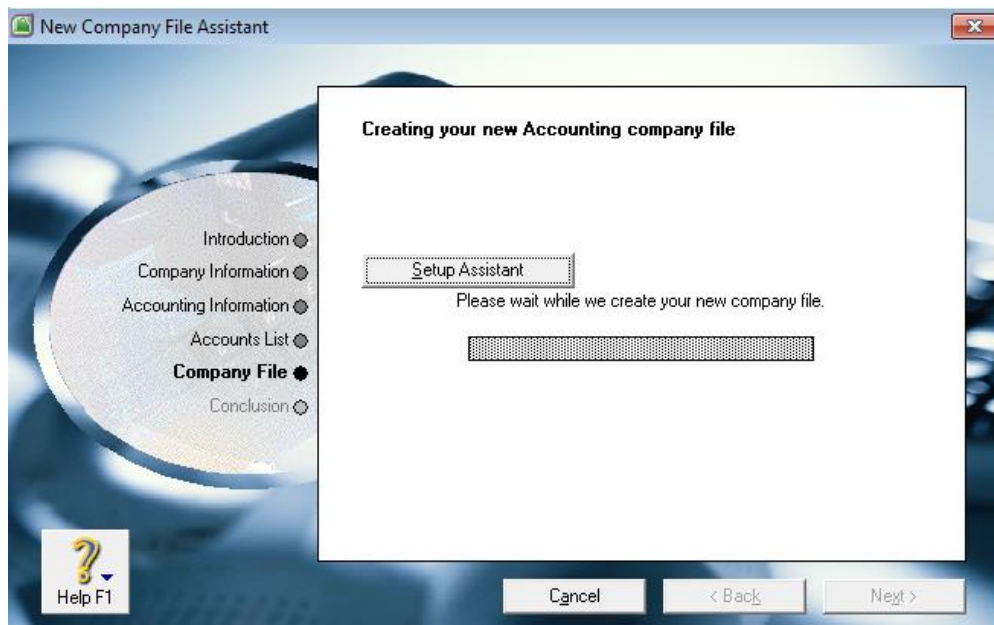 New Company File Assistant
Creating your new Accounting company file
Introduction
Company Information
Accounting Information
Accounts List
Company File
Conclusion
Setup Assistant
Please wait while we create your new company file.
Help F1
Cancel
< Back
Next >